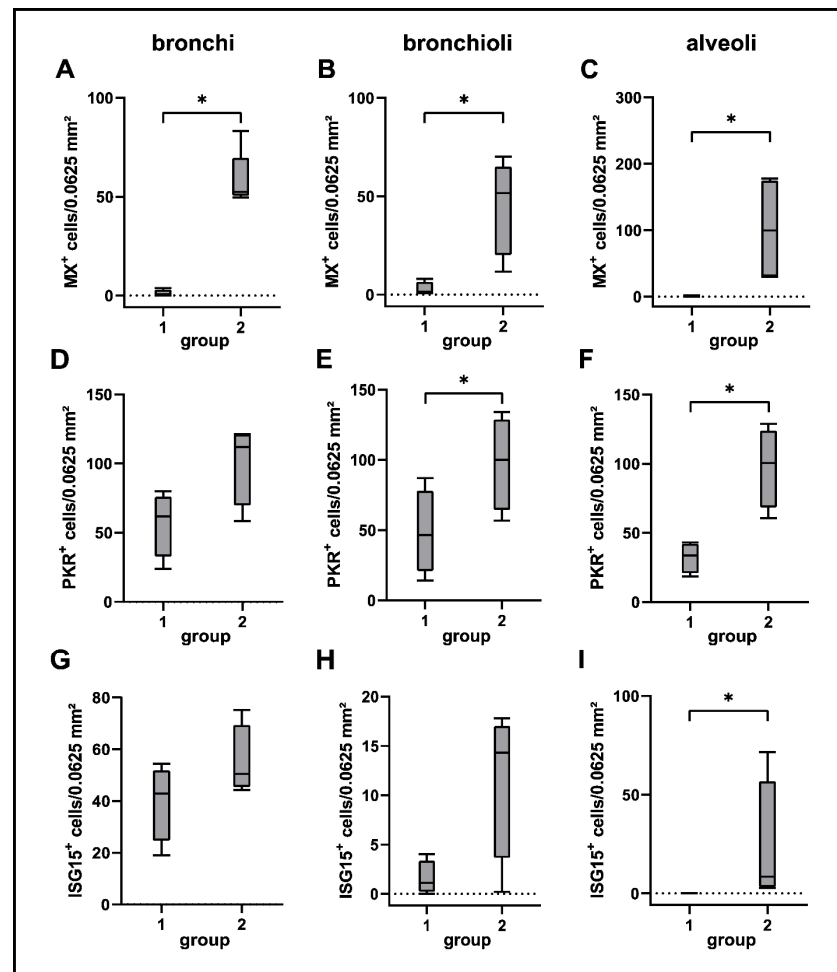 bronchi bronchioli alveoli
A B C
* * *
MX⁺ cells/0.0625 mm² MX⁺ cells/0.0625 mm² MX⁺ cells/0.0625 mm²
100 100 300
200
50 50 100
0 0 0
1 2 1 2 1 2
group group group
D E F
* *
PKR⁺ cells/0.0625 mm² PKR⁺ cells/0.0625 mm² PKR⁺ cells/0.0625 mm²
150 150 150
100 100 100
50 50 50
0 0 0
1 2 1 2 1 2
group group group
G H I
*
ISG15⁺ cells/0.0625 mm² ISG15⁺ cells/0.0625 mm² ISG15⁺ cells/0.0625 mm²
80 20 100
60 15
40 10 50
20 5
0 0 0
1 2 1 2 1 2
group group group